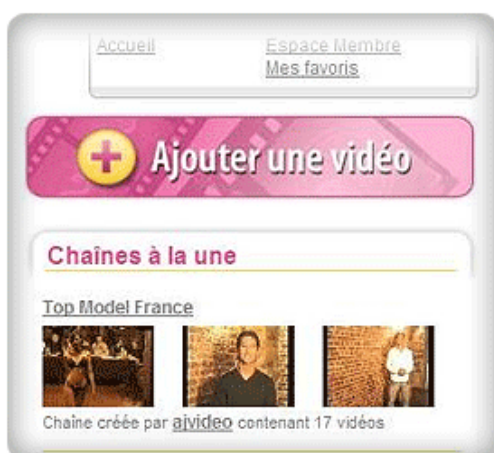 Accueil Espace Membre
Mes favoris
Ajouter une vidéo
Chaînes à la une
Top Model France
Chaîne créée par ajvideo contenant 17 vidéos